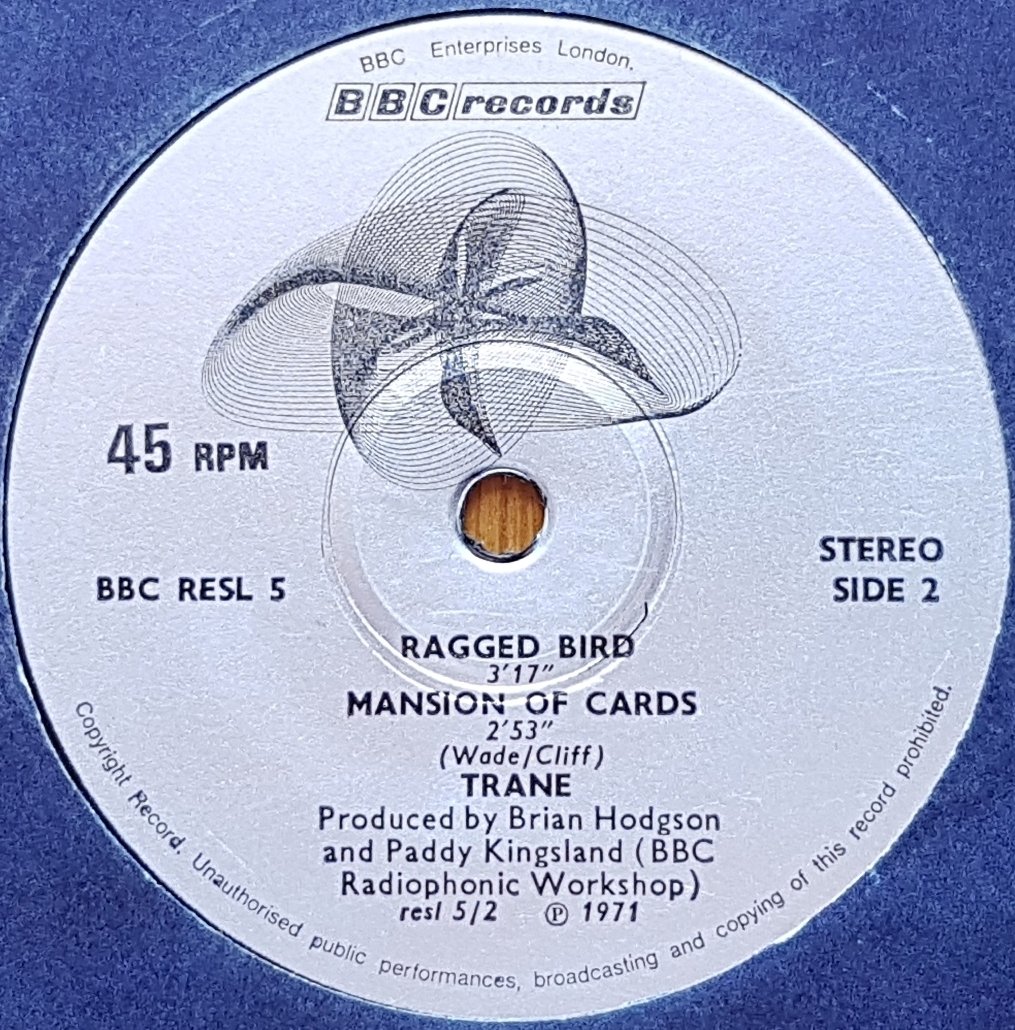 BBC Enterprises London.
BBC records
45 RPM
STEREO
BBC RESL 5
SIDE 2
RAGGED BIRD
3'17"
MANSION OF CARDS
2'53"
(Wade/Cliff)
TRANE
Produced by Brian Hodgson
and Paddy Kingsland (BBC
Radiophonic Workshop)
resl 5/2 ℗ 1971
Copyright Record. Unauthorised public performances, broadcasting and copying of this record prohibited.